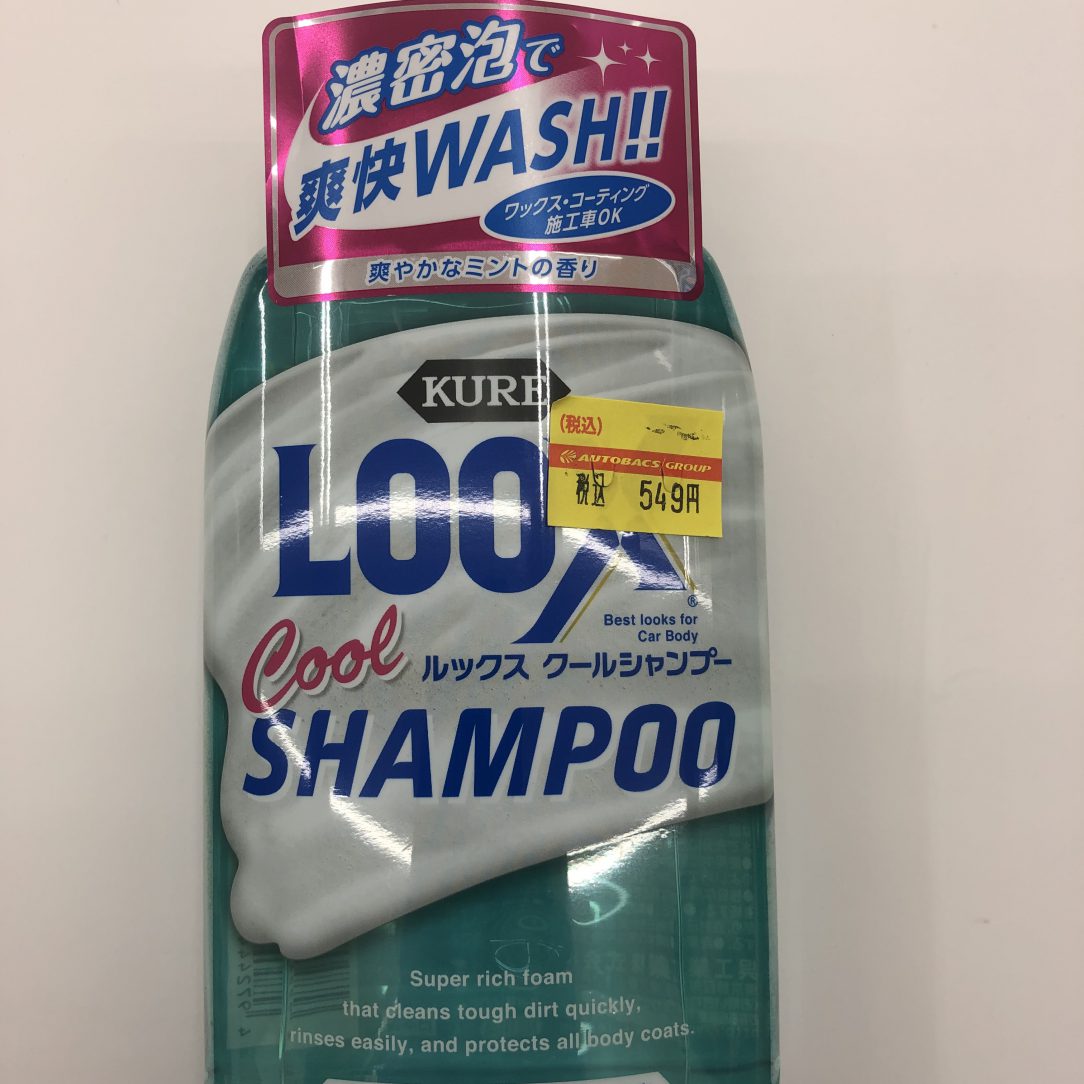 濃密泡で
爽快WASH!!
ワックス・コーティング
施工車OK
爽やかなミントの香り
KURE
(税込)
AUTOBACS GROUP
税込 549円
LOOX
®
Best looks for
Car Body
Cool
ルックス クールシャンプー
SHAMPOO
Super rich foam
that cleans tough dirt quickly,
rinses easily, and protects all body coats.